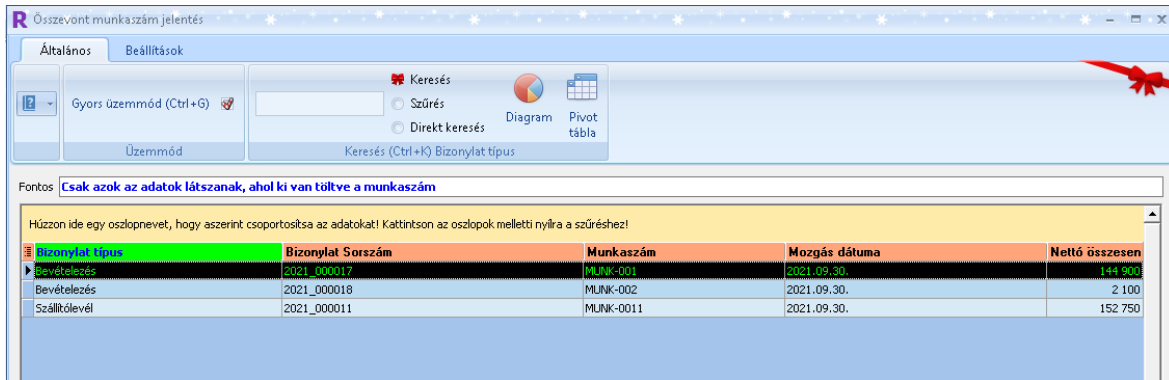 R Összevont munkaszám jelentés
Általános Beállítások
Gyors üzemmód (Ctrl+G)
Keresés
Szűrés
Direkt keresés
Diagram
Pivot
tábla
Üzemmód
Keresés (Ctrl+K) Bizonylat típus
Fontos Csak azok az adatok látszanak, ahol ki van töltve a munkaszám
Húzzon ide egy oszlopnevet, hogy aszerint csoportosítsa az adatokat! Kattintson az oszlopok melletti nyílra a szűréshez!
Bizonylat típus Bizonylat Sorszám Munkaszám Mozgás dátuma Nettó összesen
Bevételezés 2021_000017 MUNK-001 2021.09.30. 144 900
Bevételezés 2021_000018 MUNK-002 2021.09.30. 2 100
Szállítólevél 2021_000011 MUNK-0011 2021.09.30. 152 750